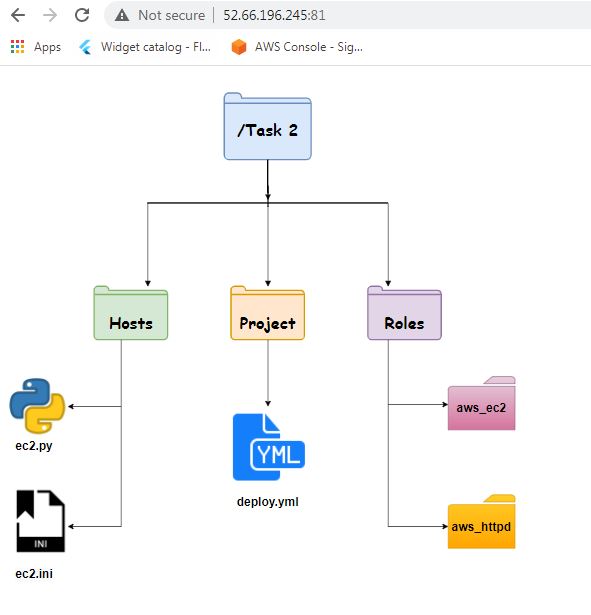 Not secure | 52.66.196.245:81
Apps Widget catalog - Fl... AWS Console - Sig...
/Task 2
Hosts Project Roles
aws_ec2
ec2.py
YML
deploy.yml
aws_httpd
INI
ec2.ini